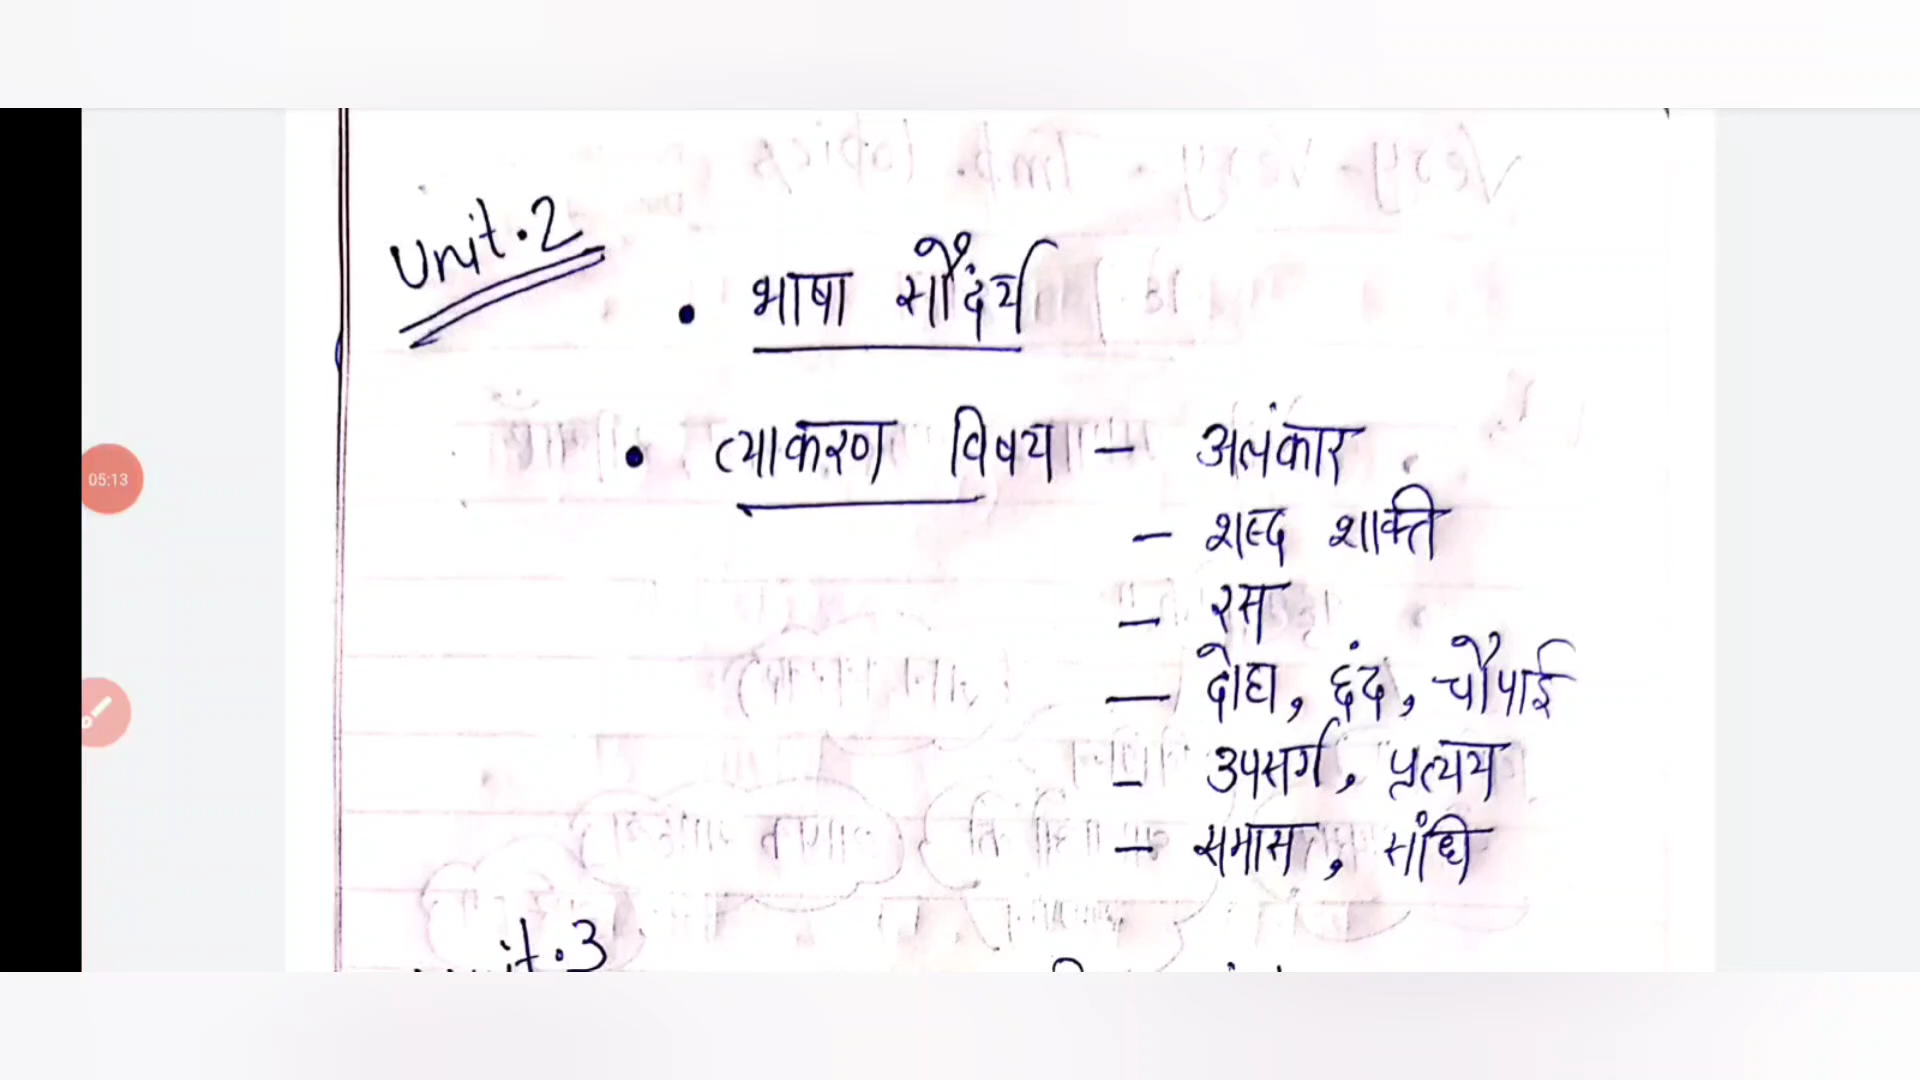 Unit.2
• भाषा सौंदर्य
• व्याकरण विषय – अलंकार
– शब्द शक्ति
– रस
– दोहा, छंद, चौपाई
– उपसर्ग, प्रत्यय
– समास, संधि
05:13